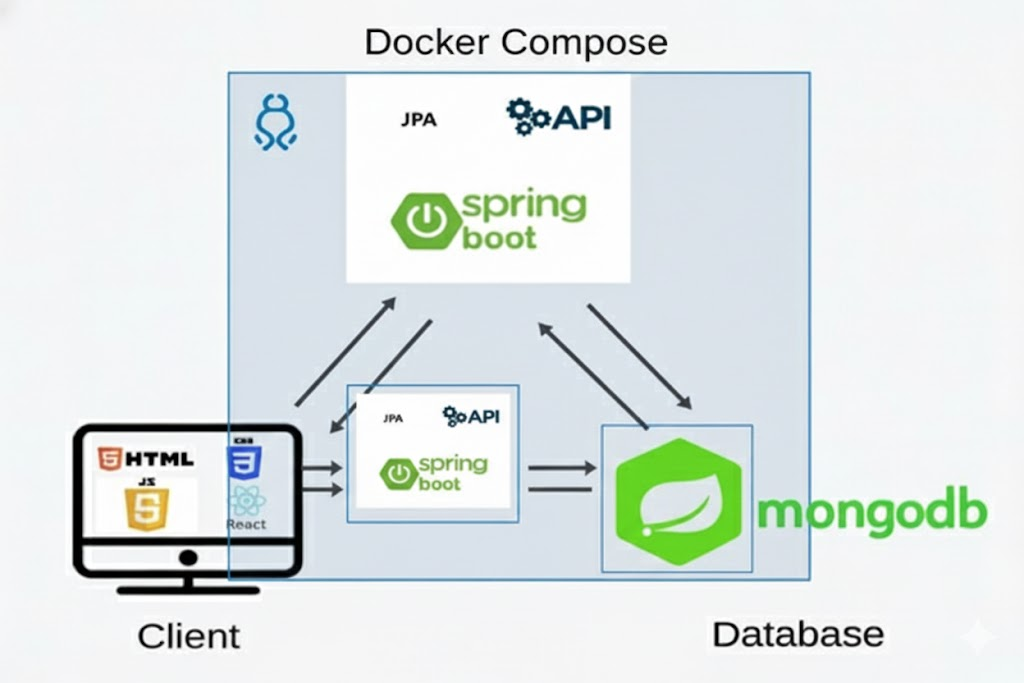 Docker Compose
JPA
API
spring
boot
JPA
API
spring
boot
HTML
JS
React
mongodb
Client
Database